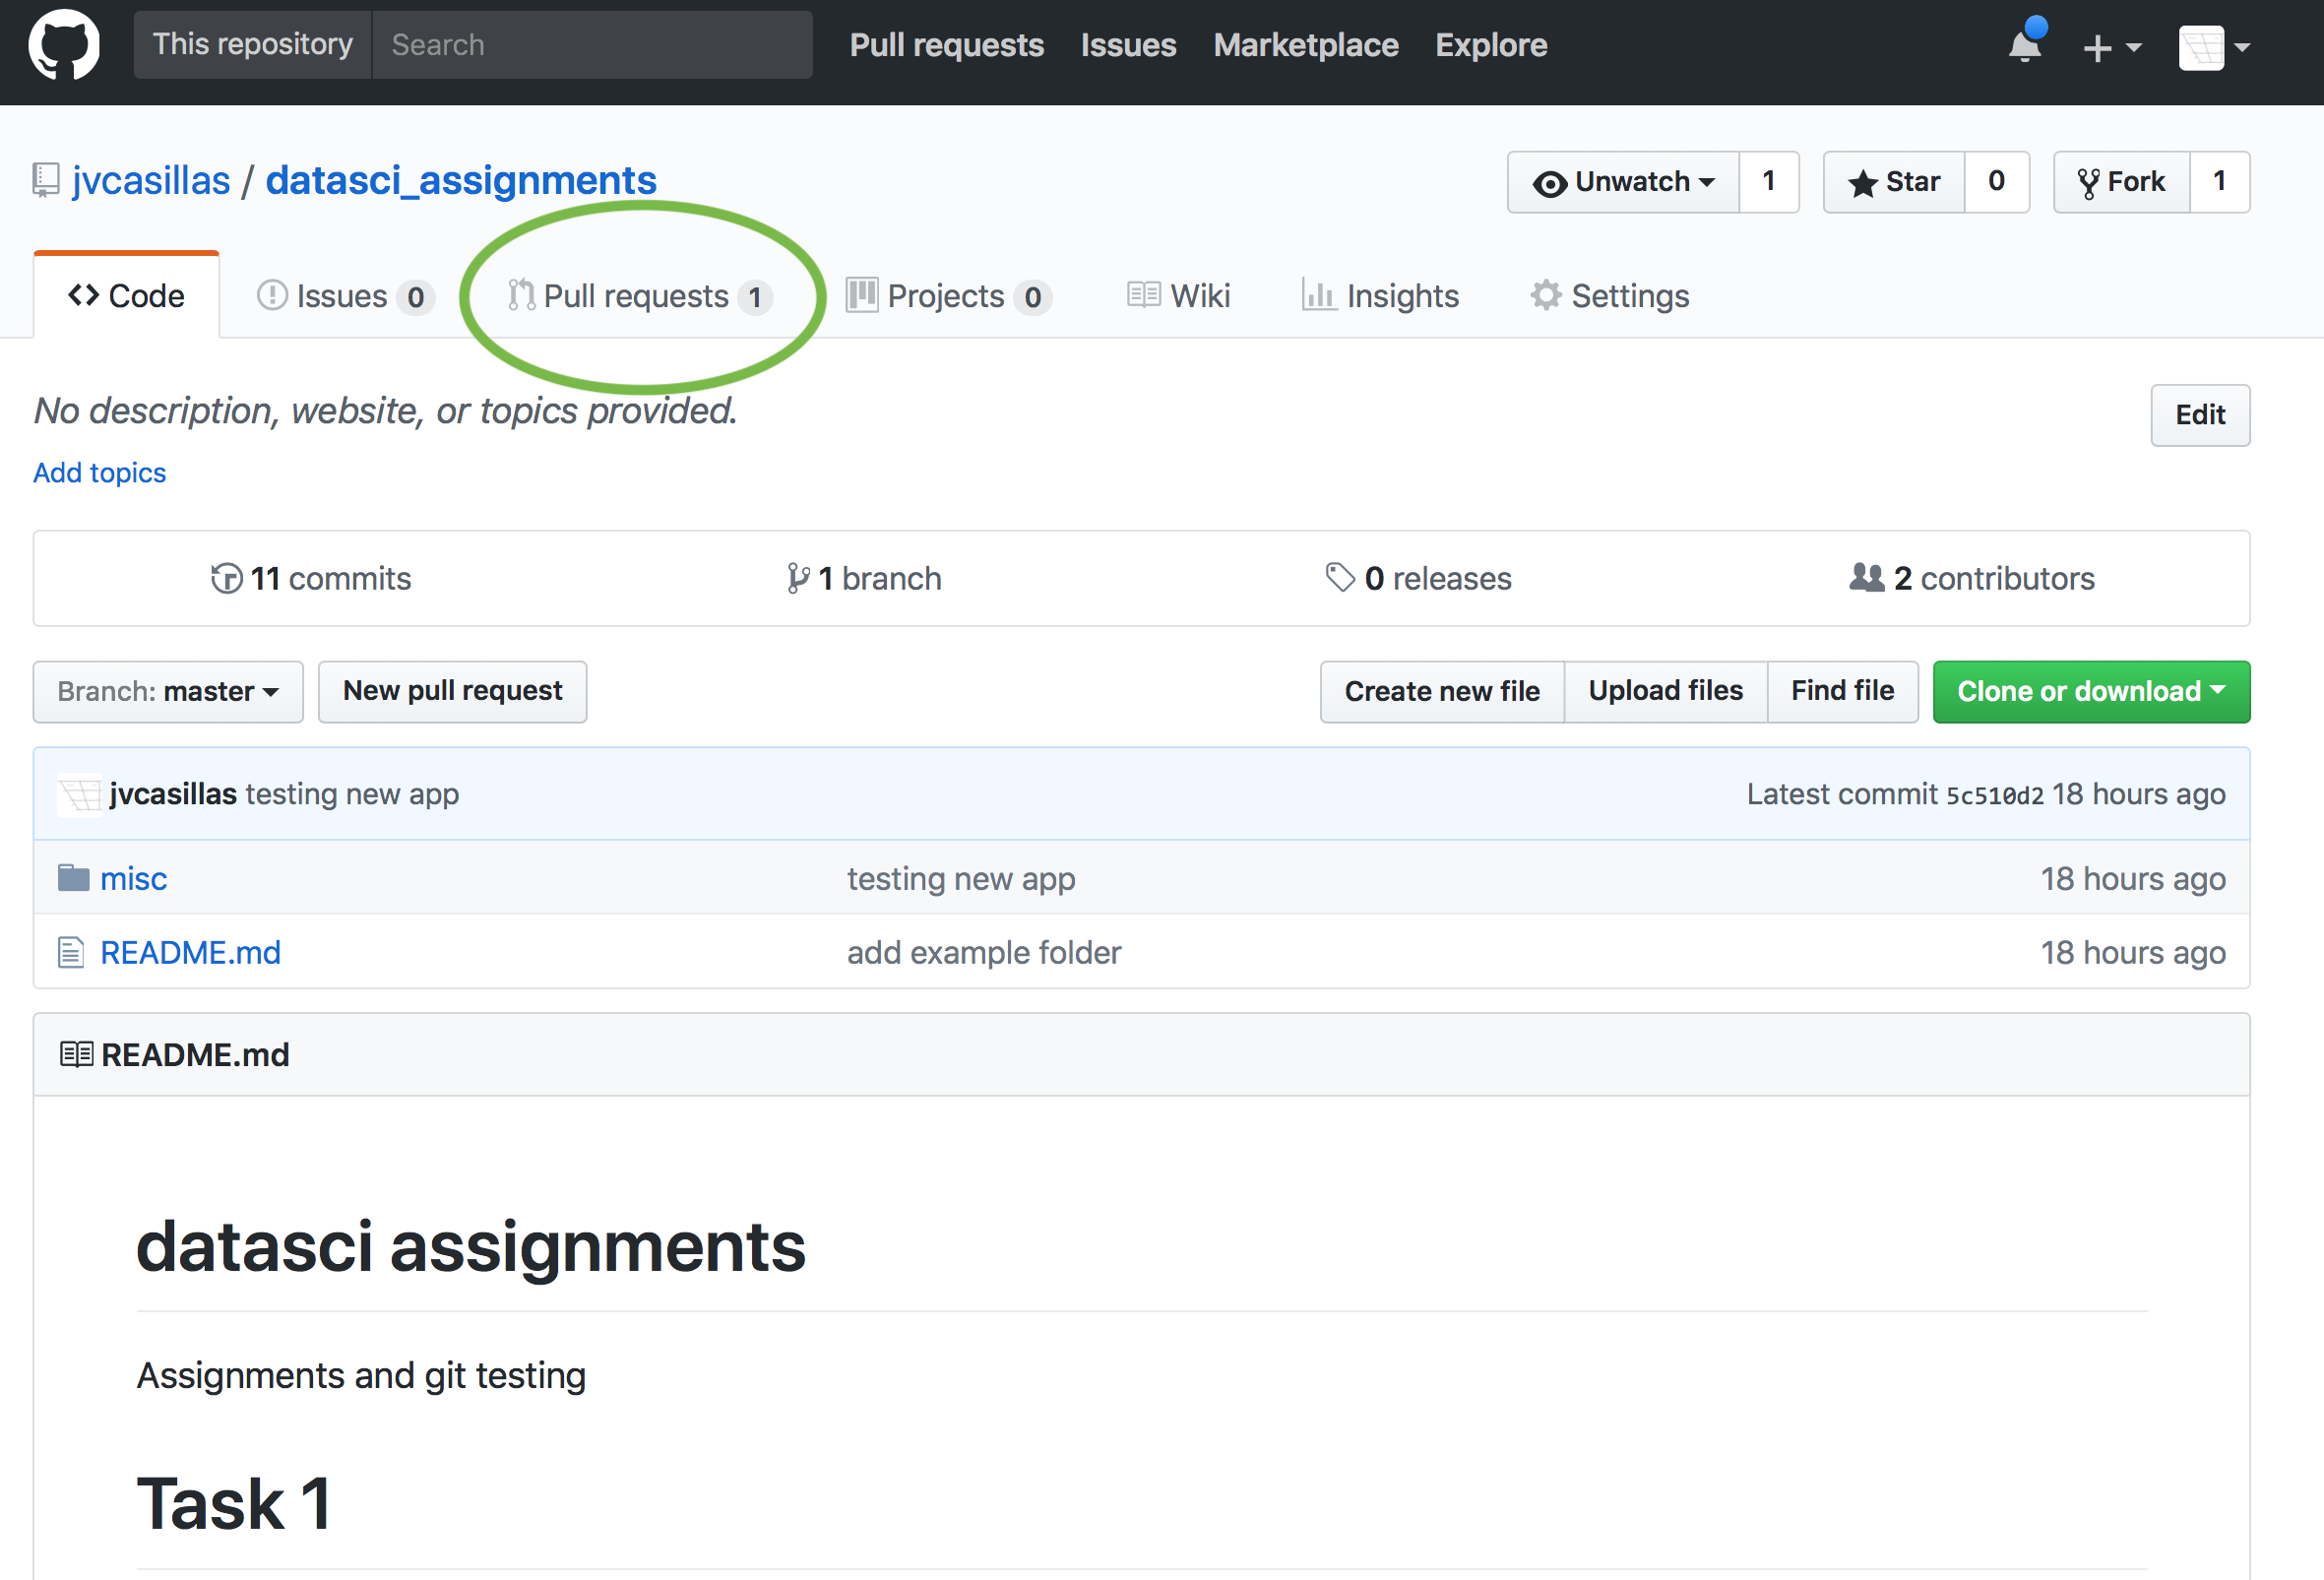 This repository Search Pull requests Issues Marketplace Explore
jvcasillas / datasci_assignments Unwatch 1 Star 0 Fork 1
Code Issues 0 Pull requests 1 Projects 0 Wiki Insights Settings
No description, website, or topics provided. Edit
Add topics
11 commits 1 branch 0 releases 2 contributors
Branch: master New pull request Create new file Upload files Find file Clone or download
jvcasillas testing new app Latest commit 5c510d2 18 hours ago
misc testing new app 18 hours ago
README.md add example folder 18 hours ago
README.md
datasci assignments
Assignments and git testing
Task 1